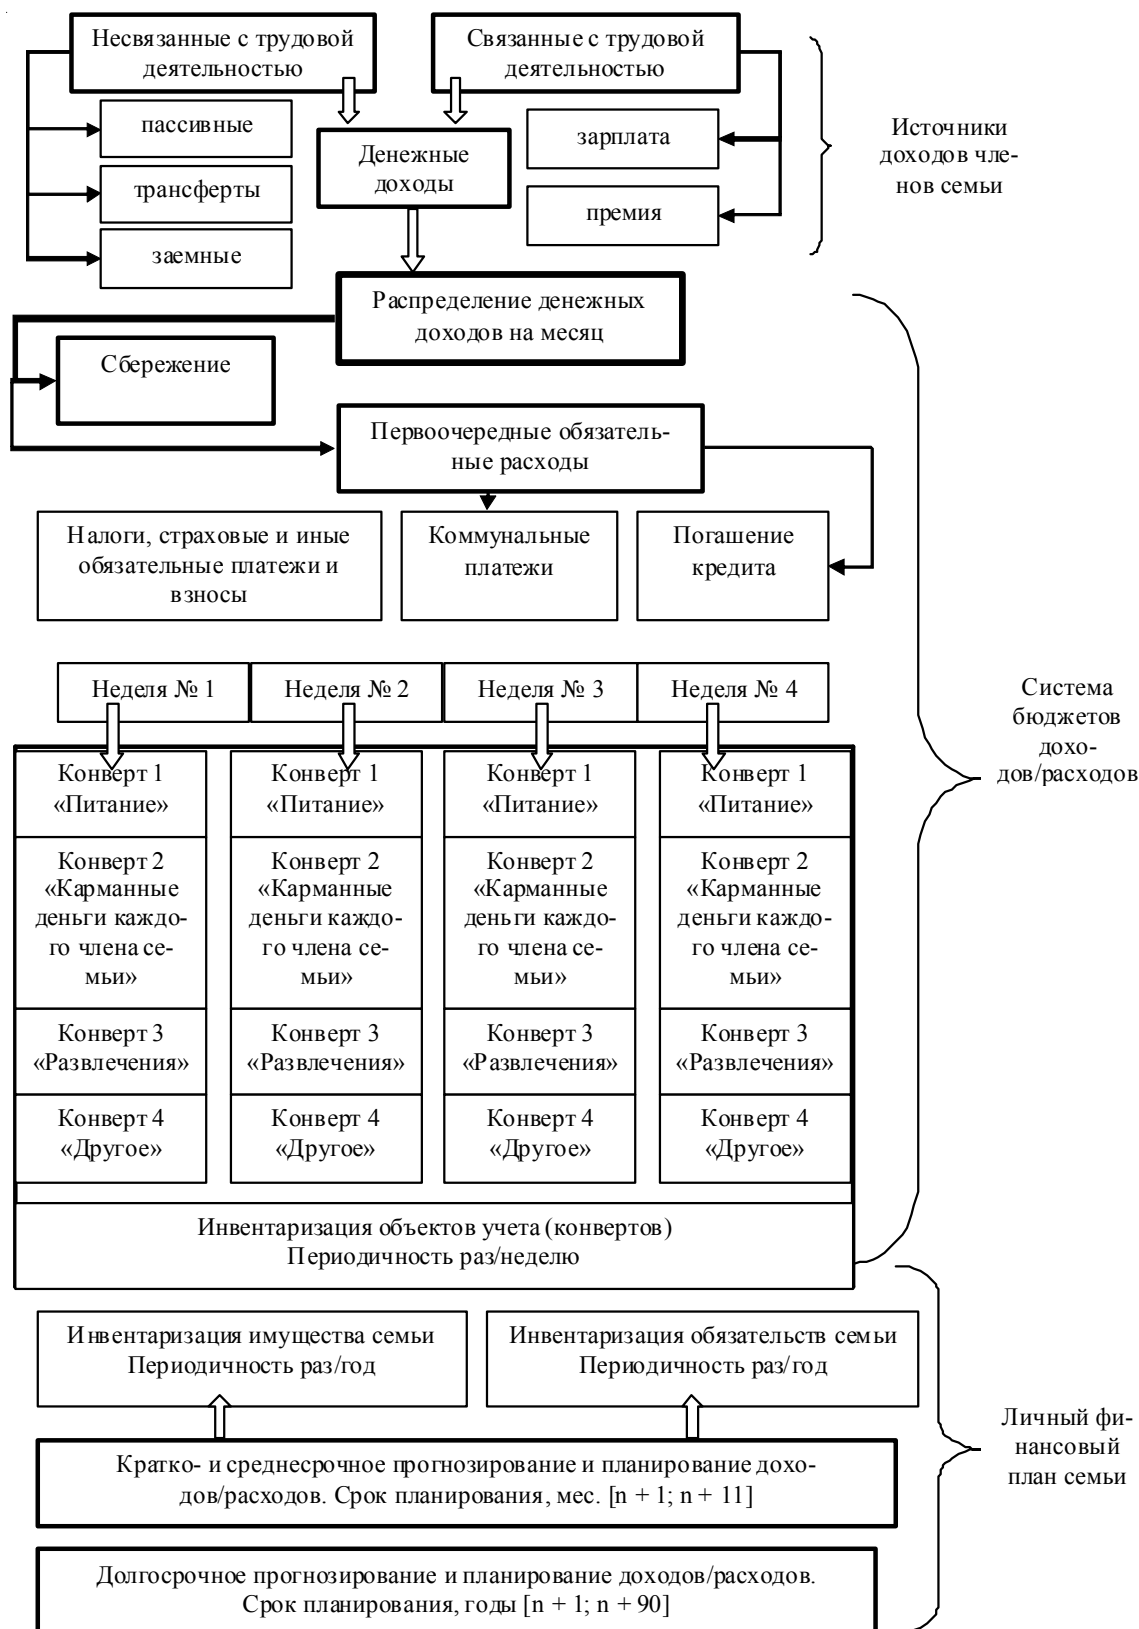 Несвязанные с трудовой
деятельностью
Связанные с трудовой
деятельностью
пассивные
трансферты
заемные
Денежные
доходы
зарплата
премия
Источники
доходов чле-
нов семьи
Распределение денежных
доходов на месяц
Сбережение
Первоочередные обязатель-
ные расходы
Налоги, страховые и иные
обязательные платежи и
взносы
Коммунальные
платежи
Погашение
кредита
Неделя № 1
Неделя № 2
Неделя № 3
Неделя № 4
Конверт 1
«Питание»
Конверт 1
«Питание»
Конверт 1
«Питание»
Конверт 1
«Питание»
Конверт 2
«Карманные
деньги каждо-
го члена се-
мьи»
Конверт 2
«Карманные
деньги каждо-
го члена се-
мьи»
Конверт 2
«Карманные
деньги каждо-
го члена се-
мьи»
Конверт 2
«Карманные
деньги каждо-
го члена се-
мьи»
Конверт 3
«Развлечения»
Конверт 3
«Развлечения»
Конверт 3
«Развлечения»
Конверт 3
«Развлечения»
Конверт 4
«Другое»
Конверт 4
«Другое»
Конверт 4
«Другое»
Конверт 4
«Другое»
Инвентаризация объектов учета (конвертов)
Периодичность раз/неделю
Система
бюджетов
дохо-
дов/расходов
Инвентаризация имущества семьи
Периодичность раз/год
Инвентаризация обязательств семьи
Периодичность раз/год
Кратко- и среднесрочное прогнозирование и планирование дохо-
дов/расходов. Срок планирования, мес. [n + 1; n + 11]
Долгосрочное прогнозирование и планирование доходов/расходов.
Срок планирования, годы [n + 1; n + 90]
Личный фи-
нансовый
план семьи